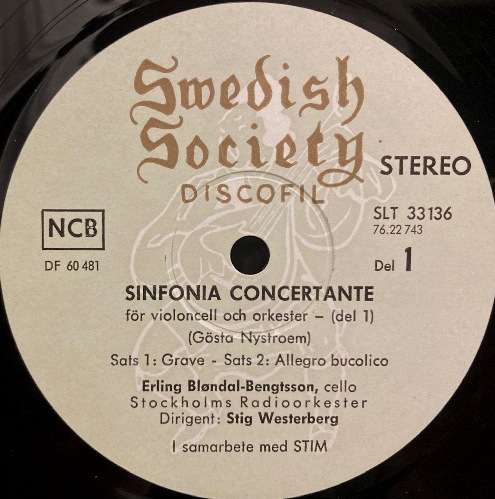 Swedish
Society
DISCOFIL
STEREO
NCB
SLT 33136
76.22 743
DF 60 481
Del 1
SINFONIA CONCERTANTE
för violoncell och orkester – (del 1)
(Gösta Nystroem)
Sats 1: Grave - Sats 2: Allegro bucolico
Erling Bløndal-Bengtsson, cello
Stockholms Radioorkester
Dirigent: Stig Westerberg
I samarbete med STIM